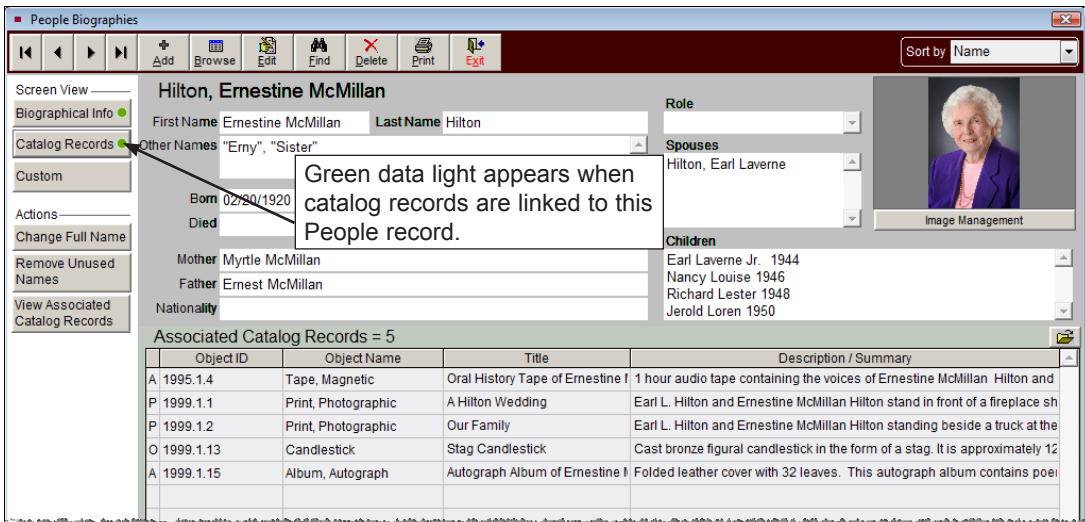 People Biographies
Add Browse Edit Find Delete Print Exit
Sort by Name
Screen View
Biographical Info
Catalog Records
Custom
Actions
Change Full Name
Remove Unused
Names
View Associated
Catalog Records
Hilton, Ernestine McMillan
First Name Ernestine McMillan Last Name Hilton
Other Names "Erny", "Sister"
Born 02/20/1920
Died
Mother Myrtle McMillan
Father Ernest McMillan
Nationality
Green data light appears when
catalog records are linked to this
People record.
Role
Spouses
Hilton, Earl Laverne
Children
Earl Laverne Jr. 1944
Nancy Louise 1946
Richard Lester 1948
Jerold Loren 1950
Image Management
Associated Catalog Records = 5
Object ID Object Name Title Description / Summary
A 1995.1.4 Tape, Magnetic Oral History Tape of Ernestine 1 hour audio tape containing the voices of Ernestine McMillan Hilton and
P 1999.1.1 Print, Photographic A Hilton Wedding Earl L. Hilton and Ernestine McMillan Hilton stand in front of a fireplace sh
P 1999.1.2 Print, Photographic Our Family Earl L. Hilton and Ernestine McMillan Hilton standing beside a truck at the
O 1999.1.13 Candlestick Stag Candlestick Cast bronze figural candlestick in the form of a stag. It is approximately 12
A 1999.1.15 Album, Autograph Autograph Album of Ernestine Folded leather cover with 32 leaves. This autograph album contains